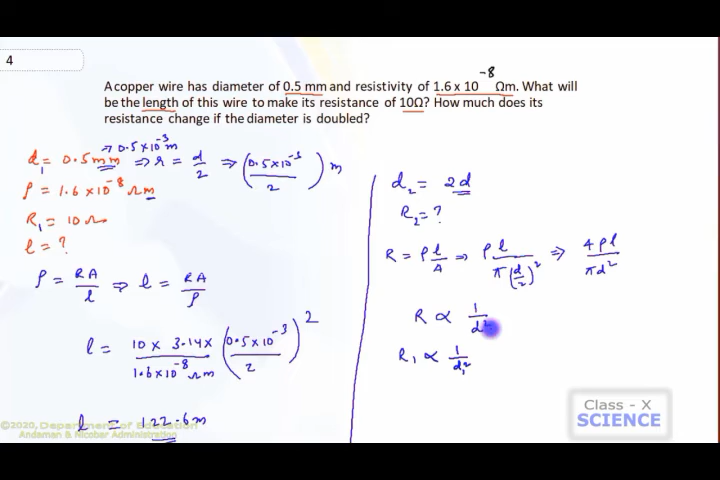 4
A copper wire has diameter of 0.5 mm and resistivity of 1.6 x 10⁻⁸ Ωm. What will
be the length of this wire to make its resistance of 10Ω? How much does its
resistance change if the diameter is doubled?
→ 0.5×10⁻³ m
d₁ = 0.5mm ⇒ r = d/2 ⇒ (0.5×10⁻³/2) m
ρ = 1.6×10⁻⁸ Ωm
R₁ = 10 Ω
l = ?
ρ = RA/l ⇒ l = RA/ρ
l = 10 × 3.14×/1.6×10⁻⁸ Ωm (0.5×10⁻³/2)²
l = 122.6m
d₂ = 2d
R₂ = ?
R = ρ l/A ⇒ ρ l/π(d/2)² ⇒ 4ρl/πd²
R ∝ 1/d²
R₁ ∝ 1/d₁²
©2020, Department of Education
Andaman & Nicobar Administration
Class - X
SCIENCE